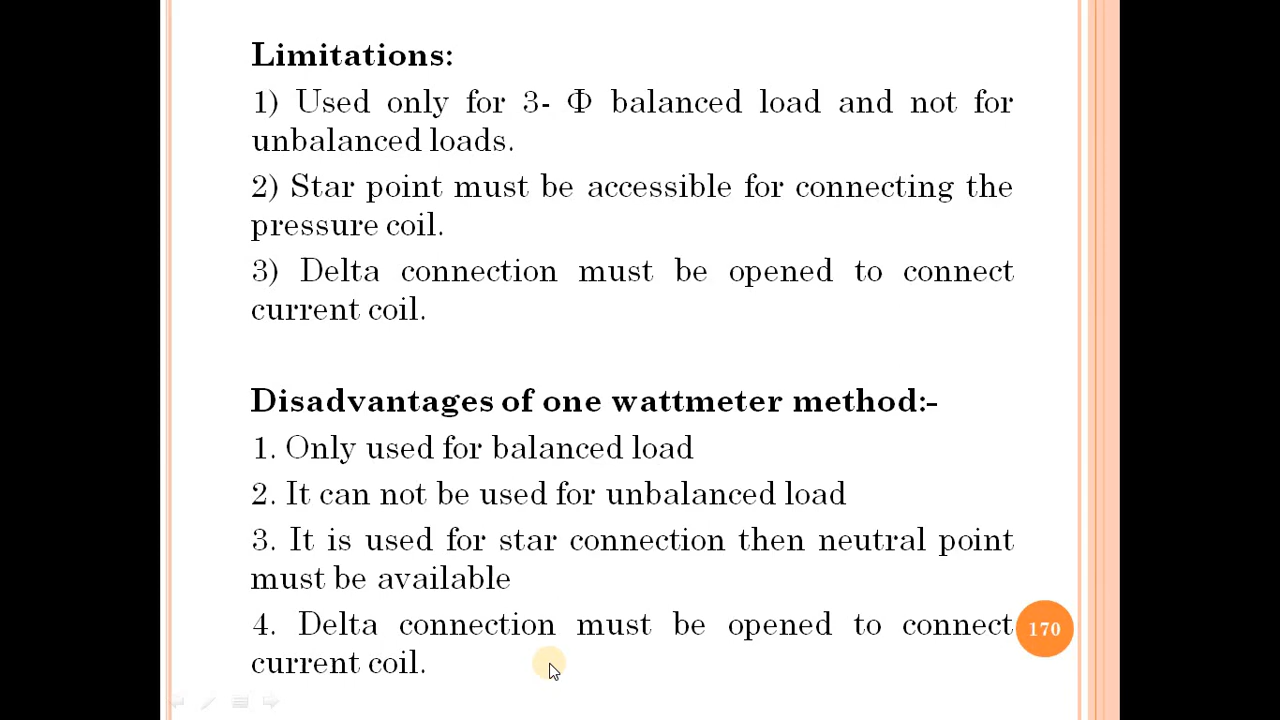 Limitations:
1) Used only for 3- Φ balanced load and not for
unbalanced loads.
2) Star point must be accessible for connecting the
pressure coil.
3) Delta connection must be opened to connect
current coil.
Disadvantages of one wattmeter method:-
1. Only used for balanced load
2. It can not be used for unbalanced load
3. It is used for star connection then neutral point
must be available
4. Delta connection must be opened to connect
current coil.
170